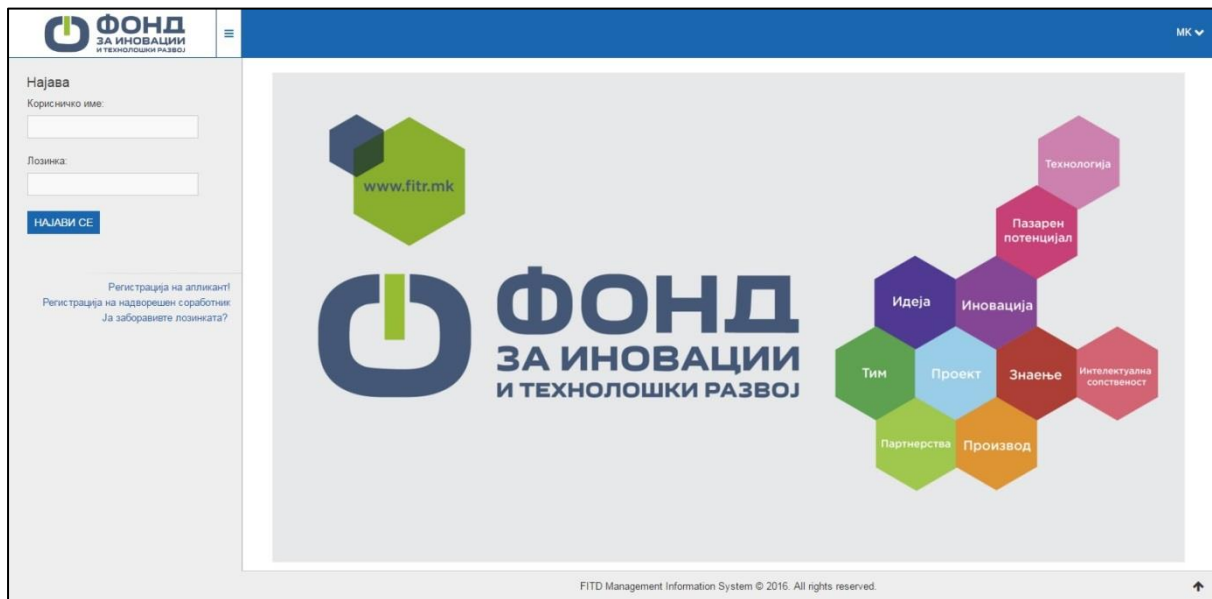 ФОНД
ЗА ИНОВАЦИИ
И ТЕХНОЛОШКИ РАЗВОЈ
MK
Најава
Корисничко име:
Лозинка:
НАЈАВИ СЕ
Регистрација на апликант!
Регистрација на надворешен соработник
Ја заборавивте лозинката?
www.fitr.mk
ФОНД
ЗА ИНОВАЦИИ
И ТЕХНОЛОШКИ РАЗВОЈ
Технологија
Пазарен
потенцијал
Идеја
Иновација
Тим
Проект
Знаење
Интелектуална
сопственост
Партнерства
Производ
FITD Management Information System © 2016. All rights reserved.